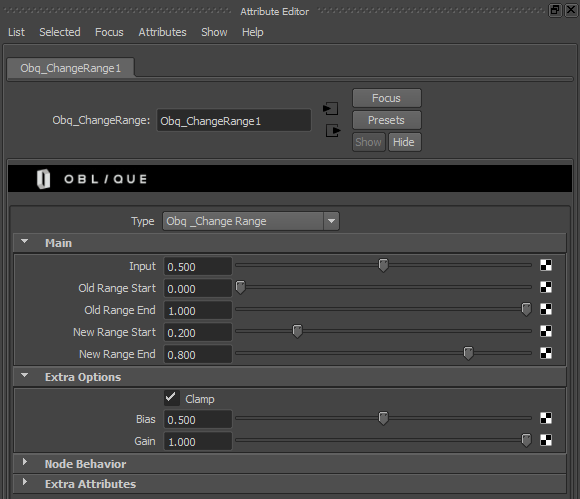 Attribute Editor
List Selected Focus Attributes Show Help
Obq_ChangeRange1
Focus
Obq_ChangeRange: Obq_ChangeRange1
Presets
Show Hide
OBL/QUE
Type Obq _Change Range
Main
Input 0.500
Old Range Start 0.000
Old Range End 1.000
New Range Start 0.200
New Range End 0.800
Extra Options
Clamp
Bias 0.500
Gain 1.000
Node Behavior
Extra Attributes